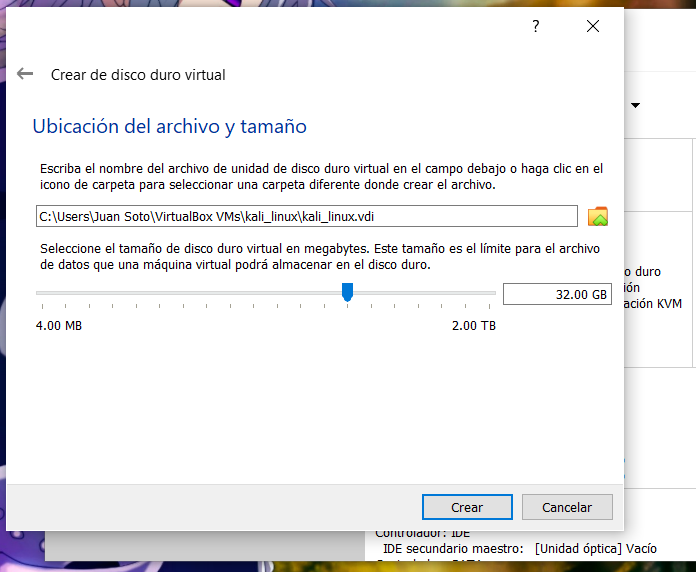 ?
Crear de disco duro virtual
Ubicación del archivo y tamaño
Escriba el nombre del archivo de unidad de disco duro virtual en el campo debajo o haga clic en el
icono de carpeta para seleccionar una carpeta diferente donde crear el archivo.
C:\Users\Juan Soto\VirtualBox VMs\kali_linux\kali_linux.vdi
Seleccione el tamaño de disco duro virtual en megabytes. Este tamaño es el límite para el archivo
de datos que una máquina virtual podrá almacenar en el disco duro.
32.00 GB
4.00 MB 2.00 TB
o duro
ión
ación KVM
Crear Cancelar
Controlador: IDE
IDE secundario maestro: [Unidad óptica] Vacío